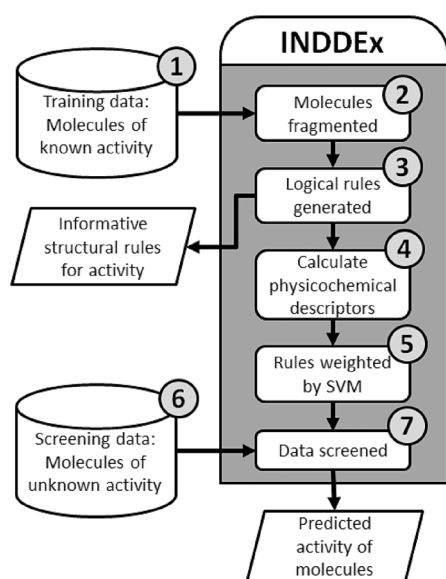 INDDEx
1
Training data:
Molecules of
known activity
2
Molecules
fragmented
3
Logical rules
generated
Informative
structural rules
for activity
4
Calculate
physicochemical
descriptors
5
Rules weighted
by SVM
6
Screening data:
Molecules of
unknown activity
7
Data screened
Predicted
activity of
molecules